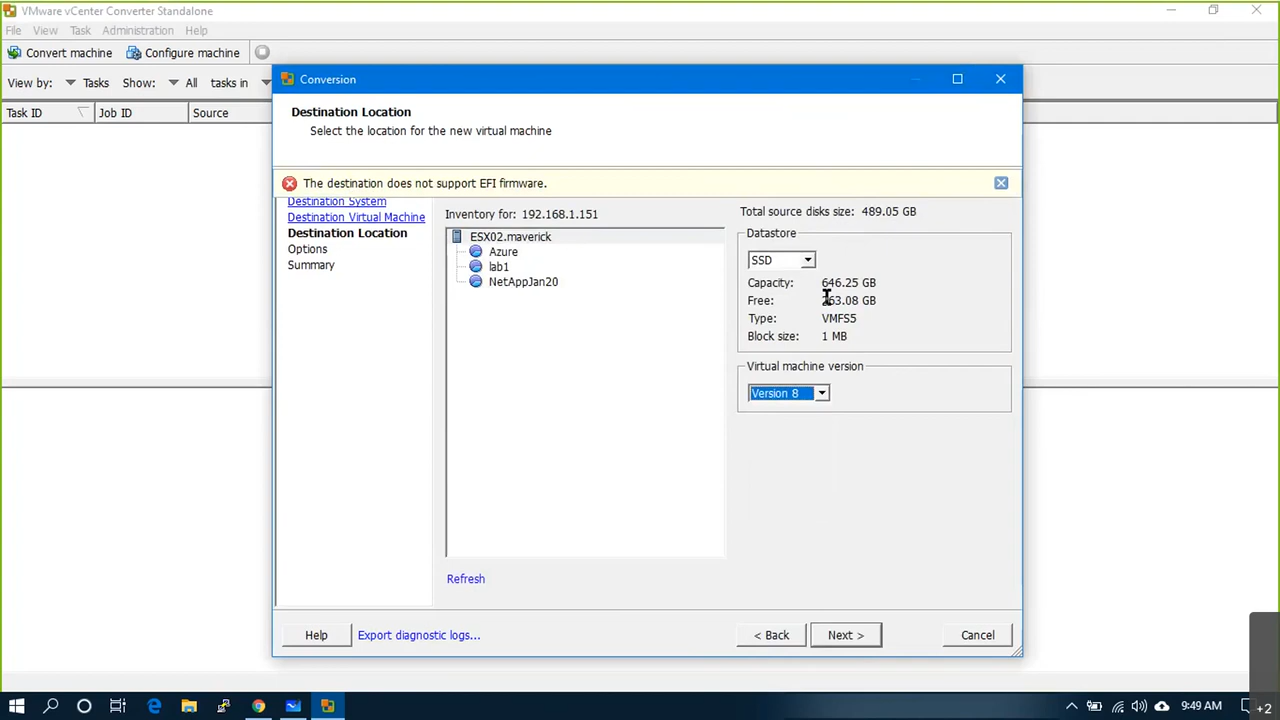 VMware vCenter Converter Standalone
File View Task Administration Help
Convert machine Configure machine
View by: Tasks Show: All tasks in
Task ID Job ID Source
Conversion
Destination Location
Select the location for the new virtual machine
The destination does not support EFI firmware.
Destination System
Destination Virtual Machine
Destination Location
Options
Summary
Inventory for: 192.168.1.151
ESX02.maverick
Azure
lab1
NetAppJan20
Refresh
Total source disks size: 489.05 GB
Datastore
SSD
Capacity: 646.25 GB
Free: 263.08 GB
Type: VMFS5
Block size: 1 MB
Virtual machine version
Version 8
Help Export diagnostic logs... < Back Next > Cancel
9:49 AM
+2